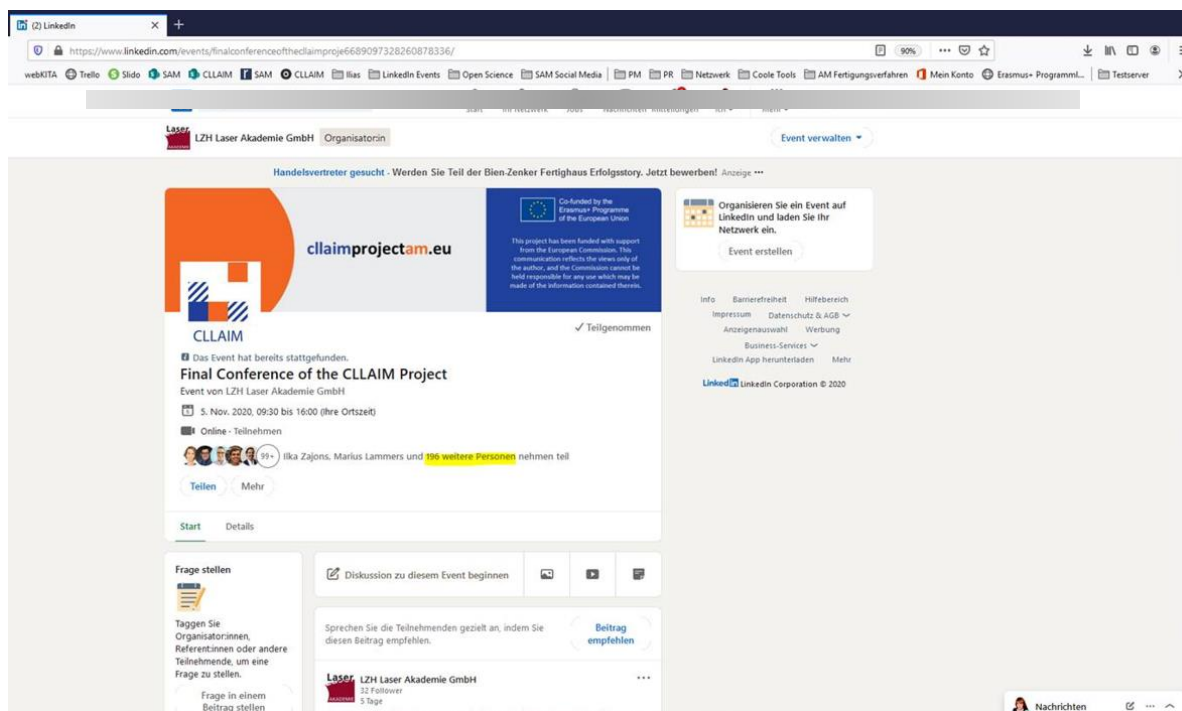 (2) LinkedIn
https://www.linkedin.com/events/finalconferenceofthecllaimproje6689097328260878336/
90%
webKITA Trello Slido SAM CLLAIM SAM CLLAIM Ilias LinkedIn Events Open Science SAM Social Media PM PR Netzwerk Coole Tools AM Fertigungsverfahren Mein Konto Erasmus+ Programml... Testserver
Laser AKADEMIE LZH Laser Akademie GmbH Organisator:in
Event verwalten
Handelsvertreter gesucht - Werden Sie Teil der Bien-Zenker Fertighaus Erfolgsstory. Jetzt bewerben! Anzeige •••
cllaimprojectam.eu
Co-funded by the
Erasmus+ Programme
of the European Union
This project has been funded with support
from the European Commission. This
communication reflects the views only of
the author, and the Commission cannot be
held responsible for any use which may be
made of the information contained therein.
CLLAIM
✓ Teilgenommen
Das Event hat bereits stattgefunden.
Final Conference of the CLLAIM Project
Event von LZH Laser Akademie GmbH
5. Nov. 2020, 09:30 bis 16:00 (Ihre Ortszeit)
Online - Teilnehmen
99+ Ilka Zajons, Marius Lammers und 196 weitere Personen nehmen teil
Teilen Mehr
Start Details
Organisieren Sie ein Event auf
LinkedIn und laden Sie Ihr
Netzwerk ein.
Event erstellen
Info Barrierefreiheit Hilfebereich
Impressum Datenschutz & AGB
Anzeigenauswahl Werbung
Business-Services
LinkedIn App herunterladen Mehr
LinkedIn LinkedIn Corporation © 2020
Frage stellen
Taggen Sie
Organisator:innen,
Referent:innen oder andere
Teilnehmende, um eine
Frage zu stellen.
Frage in einem
Beitrag stellen
Diskussion zu diesem Event beginnen
Sprechen Sie die Teilnehmenden gezielt an, indem Sie
diesen Beitrag empfehlen.
Beitrag
empfehlen
Laser AKADEMIE LZH Laser Akademie GmbH
32 Follower
5 Tage
Nachrichten